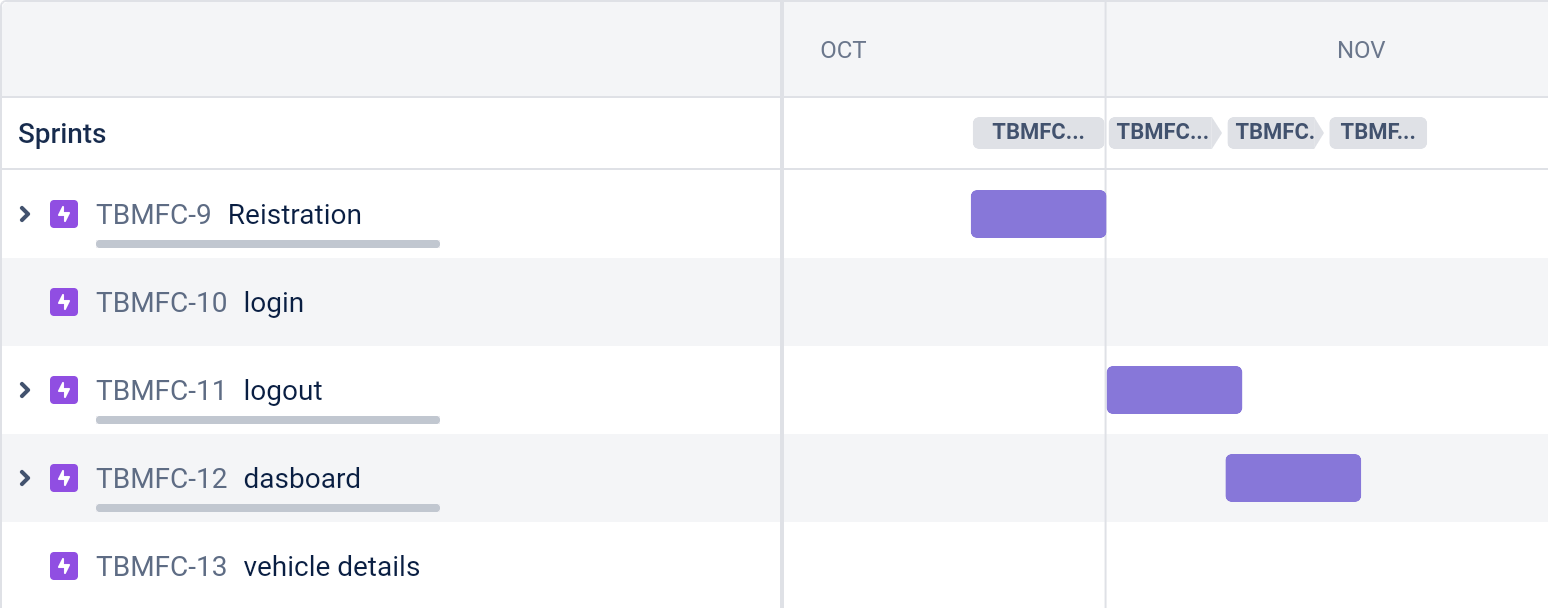 OCT NOV
Sprints TBMFC... TBMFC... TBMFC. TBMF...
TBMFC-9 Reistration
TBMFC-10 login
TBMFC-11 logout
TBMFC-12 dasboard
TBMFC-13 vehicle details